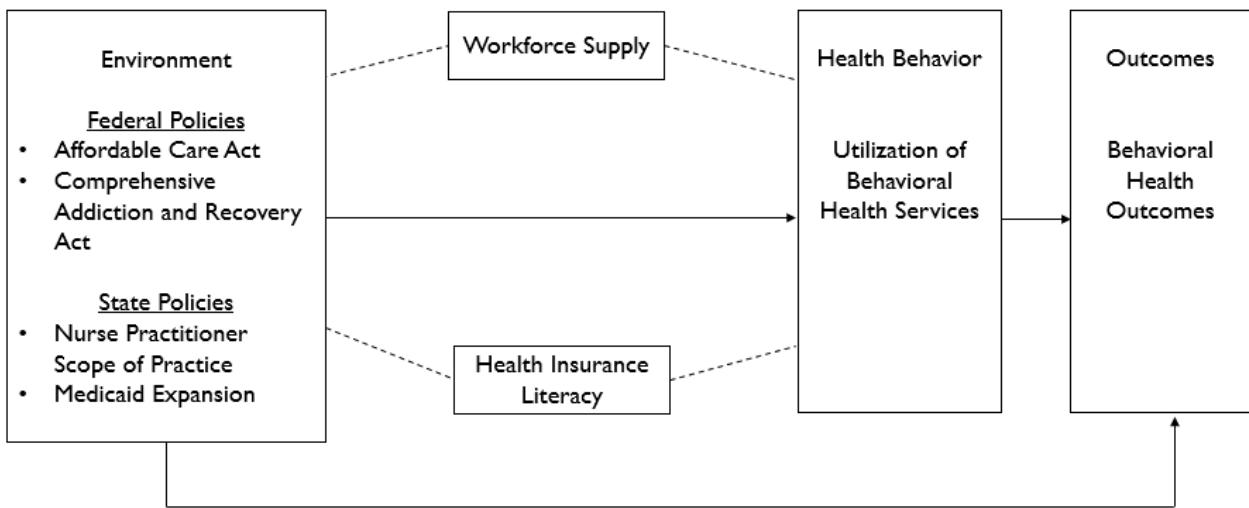 Environment
Federal Policies
• Affordable Care Act
• Comprehensive
Addiction and Recovery
Act
State Policies
• Nurse Practitioner
Scope of Practice
• Medicaid Expansion
Workforce Supply
Health Insurance
Literacy
Health Behavior
Utilization of
Behavioral
Health Services
Outcomes
Behavioral
Health
Outcomes